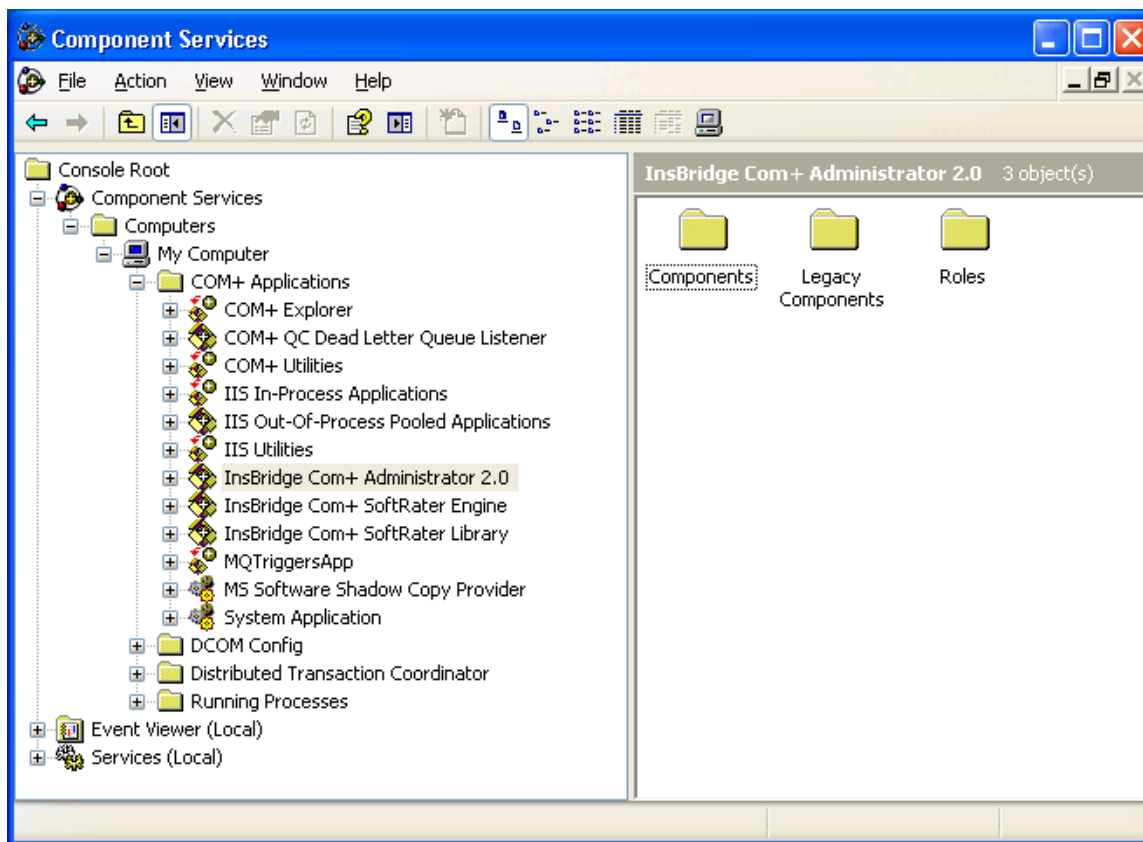 Component Services
File Action View Window Help
Console Root
Component Services
Computers
My Computer
COM+ Applications
COM+ Explorer
COM+ QC Dead Letter Queue Listener
COM+ Utilities
IIS In-Process Applications
IIS Out-Of-Process Pooled Applications
IIS Utilities
InsBridge Com+ Administrator 2.0
InsBridge Com+ SoftRater Engine
InsBridge Com+ SoftRater Library
MQTriggersApp
MS Software Shadow Copy Provider
System Application
DCOM Config
Distributed Transaction Coordinator
Running Processes
Event Viewer (Local)
Services (Local)
InsBridge Com+ Administrator 2.0 3 object(s)
Components
Legacy
Components
Roles